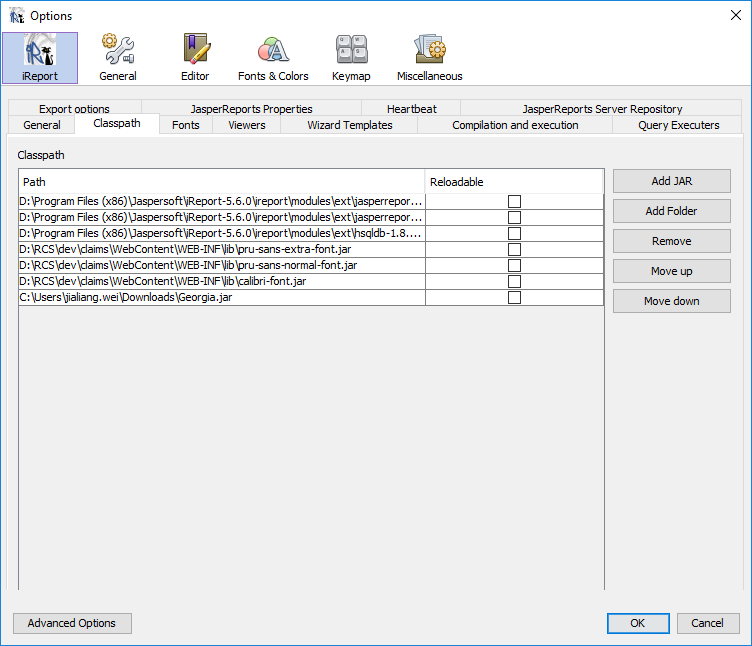 Options
iReport
General
Editor
Fonts & Colors
Keymap
Miscellaneous
Export options
JasperReports Properties
Heartbeat
JasperReports Server Repository
General
Classpath
Fonts
Viewers
Wizard Templates
Compilation and execution
Query Executers
Classpath
Path
Reloadable
D:\Program Files (x86)\Jaspersoft\iReport-5.6.0\ireport\modules\ext\jasperrepor...
D:\Program Files (x86)\Jaspersoft\iReport-5.6.0\ireport\modules\ext\jasperrepor...
D:\Program Files (x86)\Jaspersoft\iReport-5.6.0\ireport\modules\ext\hsqldb-1.8....
D:\RCS\dev\claims\WebContent\WEB-INF\lib\pru-sans-extra-font.jar
D:\RCS\dev\claims\WebContent\WEB-INF\lib\pru-sans-normal-font.jar
D:\RCS\dev\claims\WebContent\WEB-INF\lib\calibri-font.jar
C:\Users\jialiang.wei\Downloads\Georgia.jar
Add JAR
Add Folder
Remove
Move up
Move down
Advanced Options
OK
Cancel